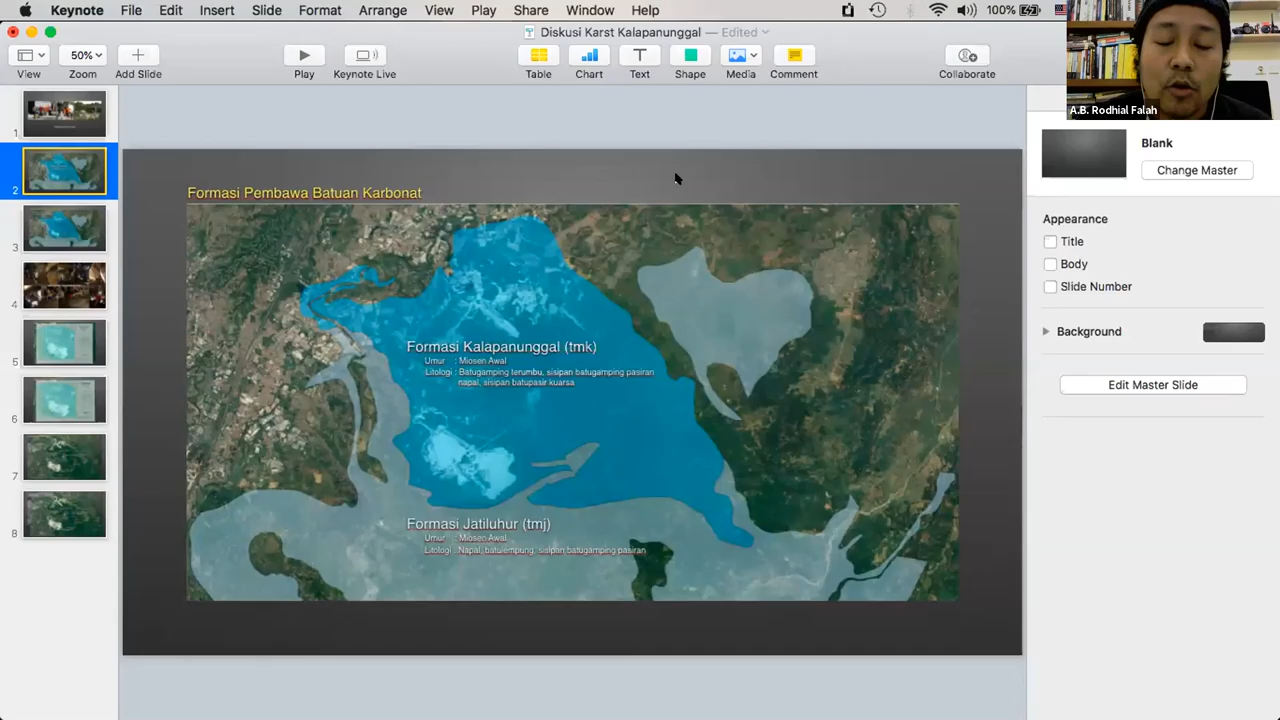 Keynote File Edit Insert Slide Format Arrange View Play Share Window Help 100%
Diskusi Karst Kalapanunggal — Edited
50%
View Zoom Add Slide Play Keynote Live Table Chart Text Shape Media Comment Collaborate
A.B. Rodhial Falah
1
2
3
4
5
6
7
8
Formasi Pembawa Batuan Karbonat
Formasi Kalapanunggal (tmk)
Umur : Miosen Awal
Litologi : Batugamping terumbu, sisipan batugamping pasiran
napal, sisipan batupasir kuarsa
Formasi Jatiluhur (tmj)
Umur : Miosen Awal
Litologi : Napal, batulempung, sisipan batugamping pasiran
Blank
Change Master
Appearance
Title
Body
Slide Number
Background
Edit Master Slide